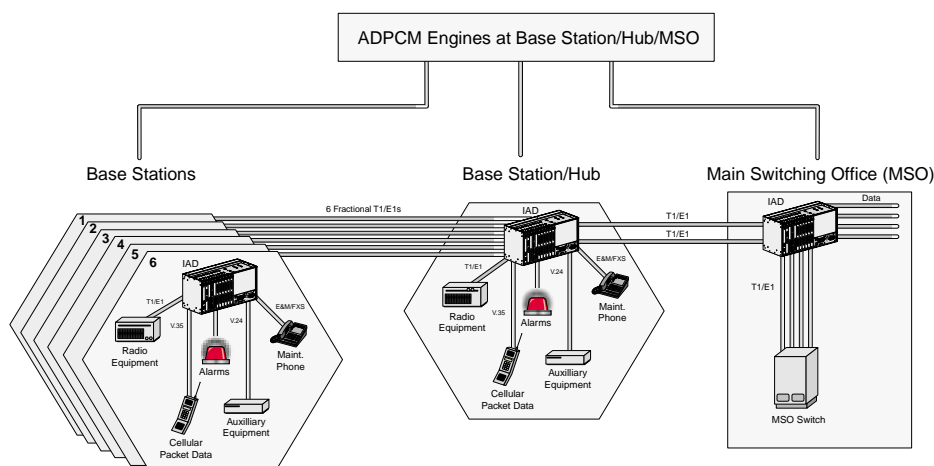 ADPCM Engines at Base Station/Hub/MSO
Base Stations
Base Station/Hub
Main Switching Office (MSO)
1
2
3
4
5
6
6 Fractional T1/E1s
IAD
T1/E1
V.35
V.24
E&M/FXS
Radio
Equipment
Alarms
Maint.
Phone
Cellular
Packet Data
Auxilliary
Equipment
IAD
T1/E1
V.35
V.24
E&M/FXS
Radio
Equipment
Alarms
Maint.
Phone
Cellular
Packet Data
Auxilliary
Equipment
T1/E1
T1/E1
IAD
Data
T1/E1
MSO Switch